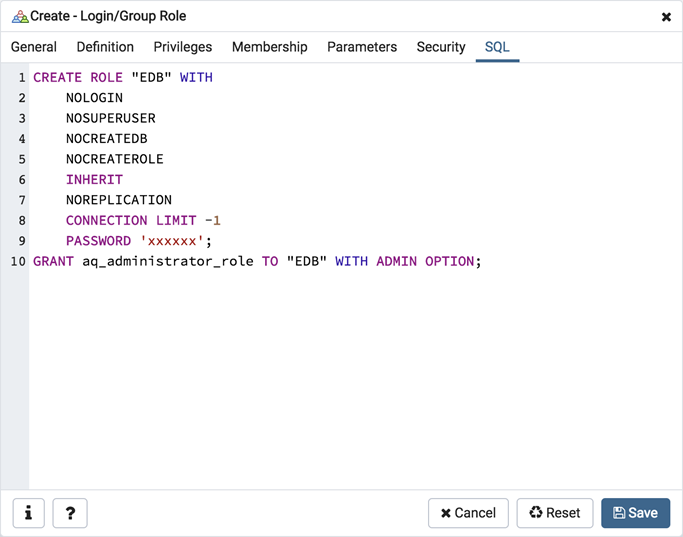 Create - Login/Group Role
General Definition Privileges Membership Parameters Security SQL
1 CREATE ROLE "EDB" WITH
2 NOLOGIN
3 NOSUPERUSER
4 NOCREATEDB
5 NOCREATEROLE
6 INHERIT
7 NOREPLICATION
8 CONNECTION LIMIT -1
9 PASSWORD 'xxxxxx';
10 GRANT aq_administrator_role TO "EDB" WITH ADMIN OPTION;
i ? Cancel Reset Save